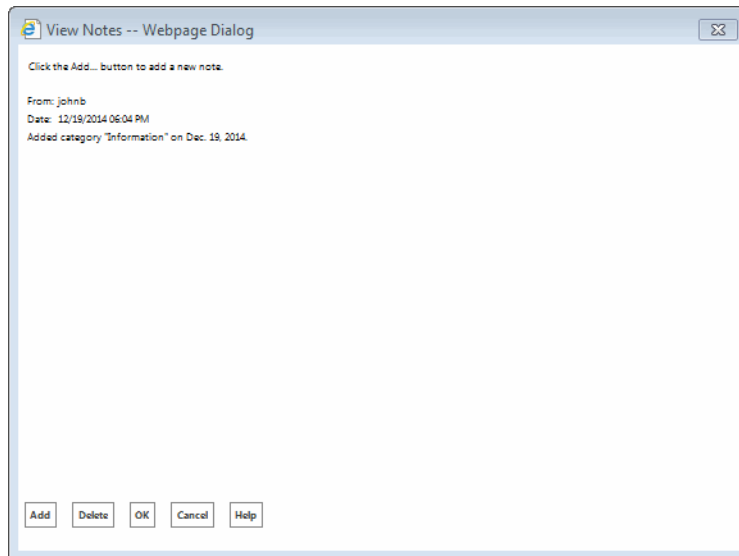 View Notes -- Webpage Dialog
Click the Add... button to add a new note.
From: johnb
Date: 12/19/2014 06:04 PM
Added category "Information" on Dec. 19, 2014.
Add Delete OK Cancel Help